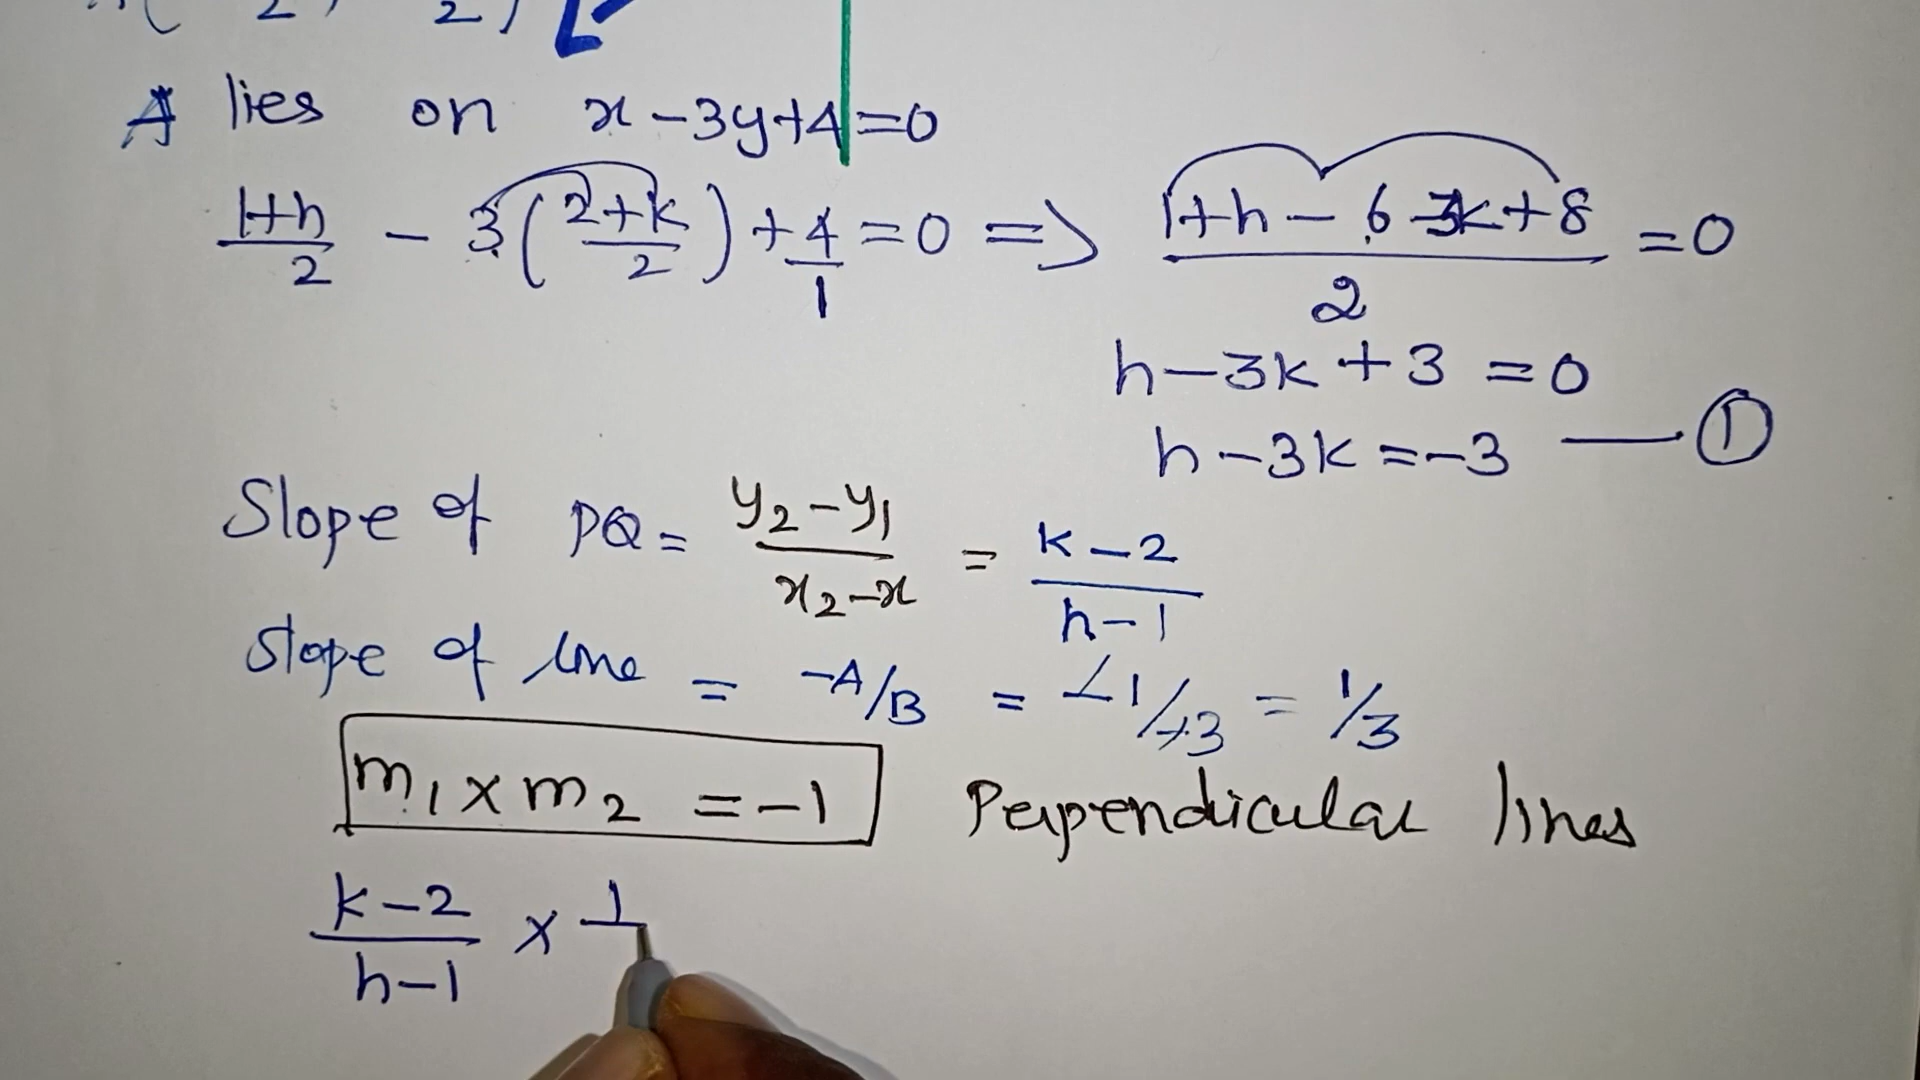 2 2)
A lies on x-3y+4=0
1+h/2 - 3(2+k/2) + 4/1 = 0 => 1+h-6-3k+8/2 = 0
h-3k+3=0
h-3k=-3 — ①
Slope of PQ = y2-y1/x2-x = k-2/h-1
Slope of line = -A/B = -1/-3 = 1/3
m1 x m2 = -1 Perpendicular lines
k-2/h-1 x 1